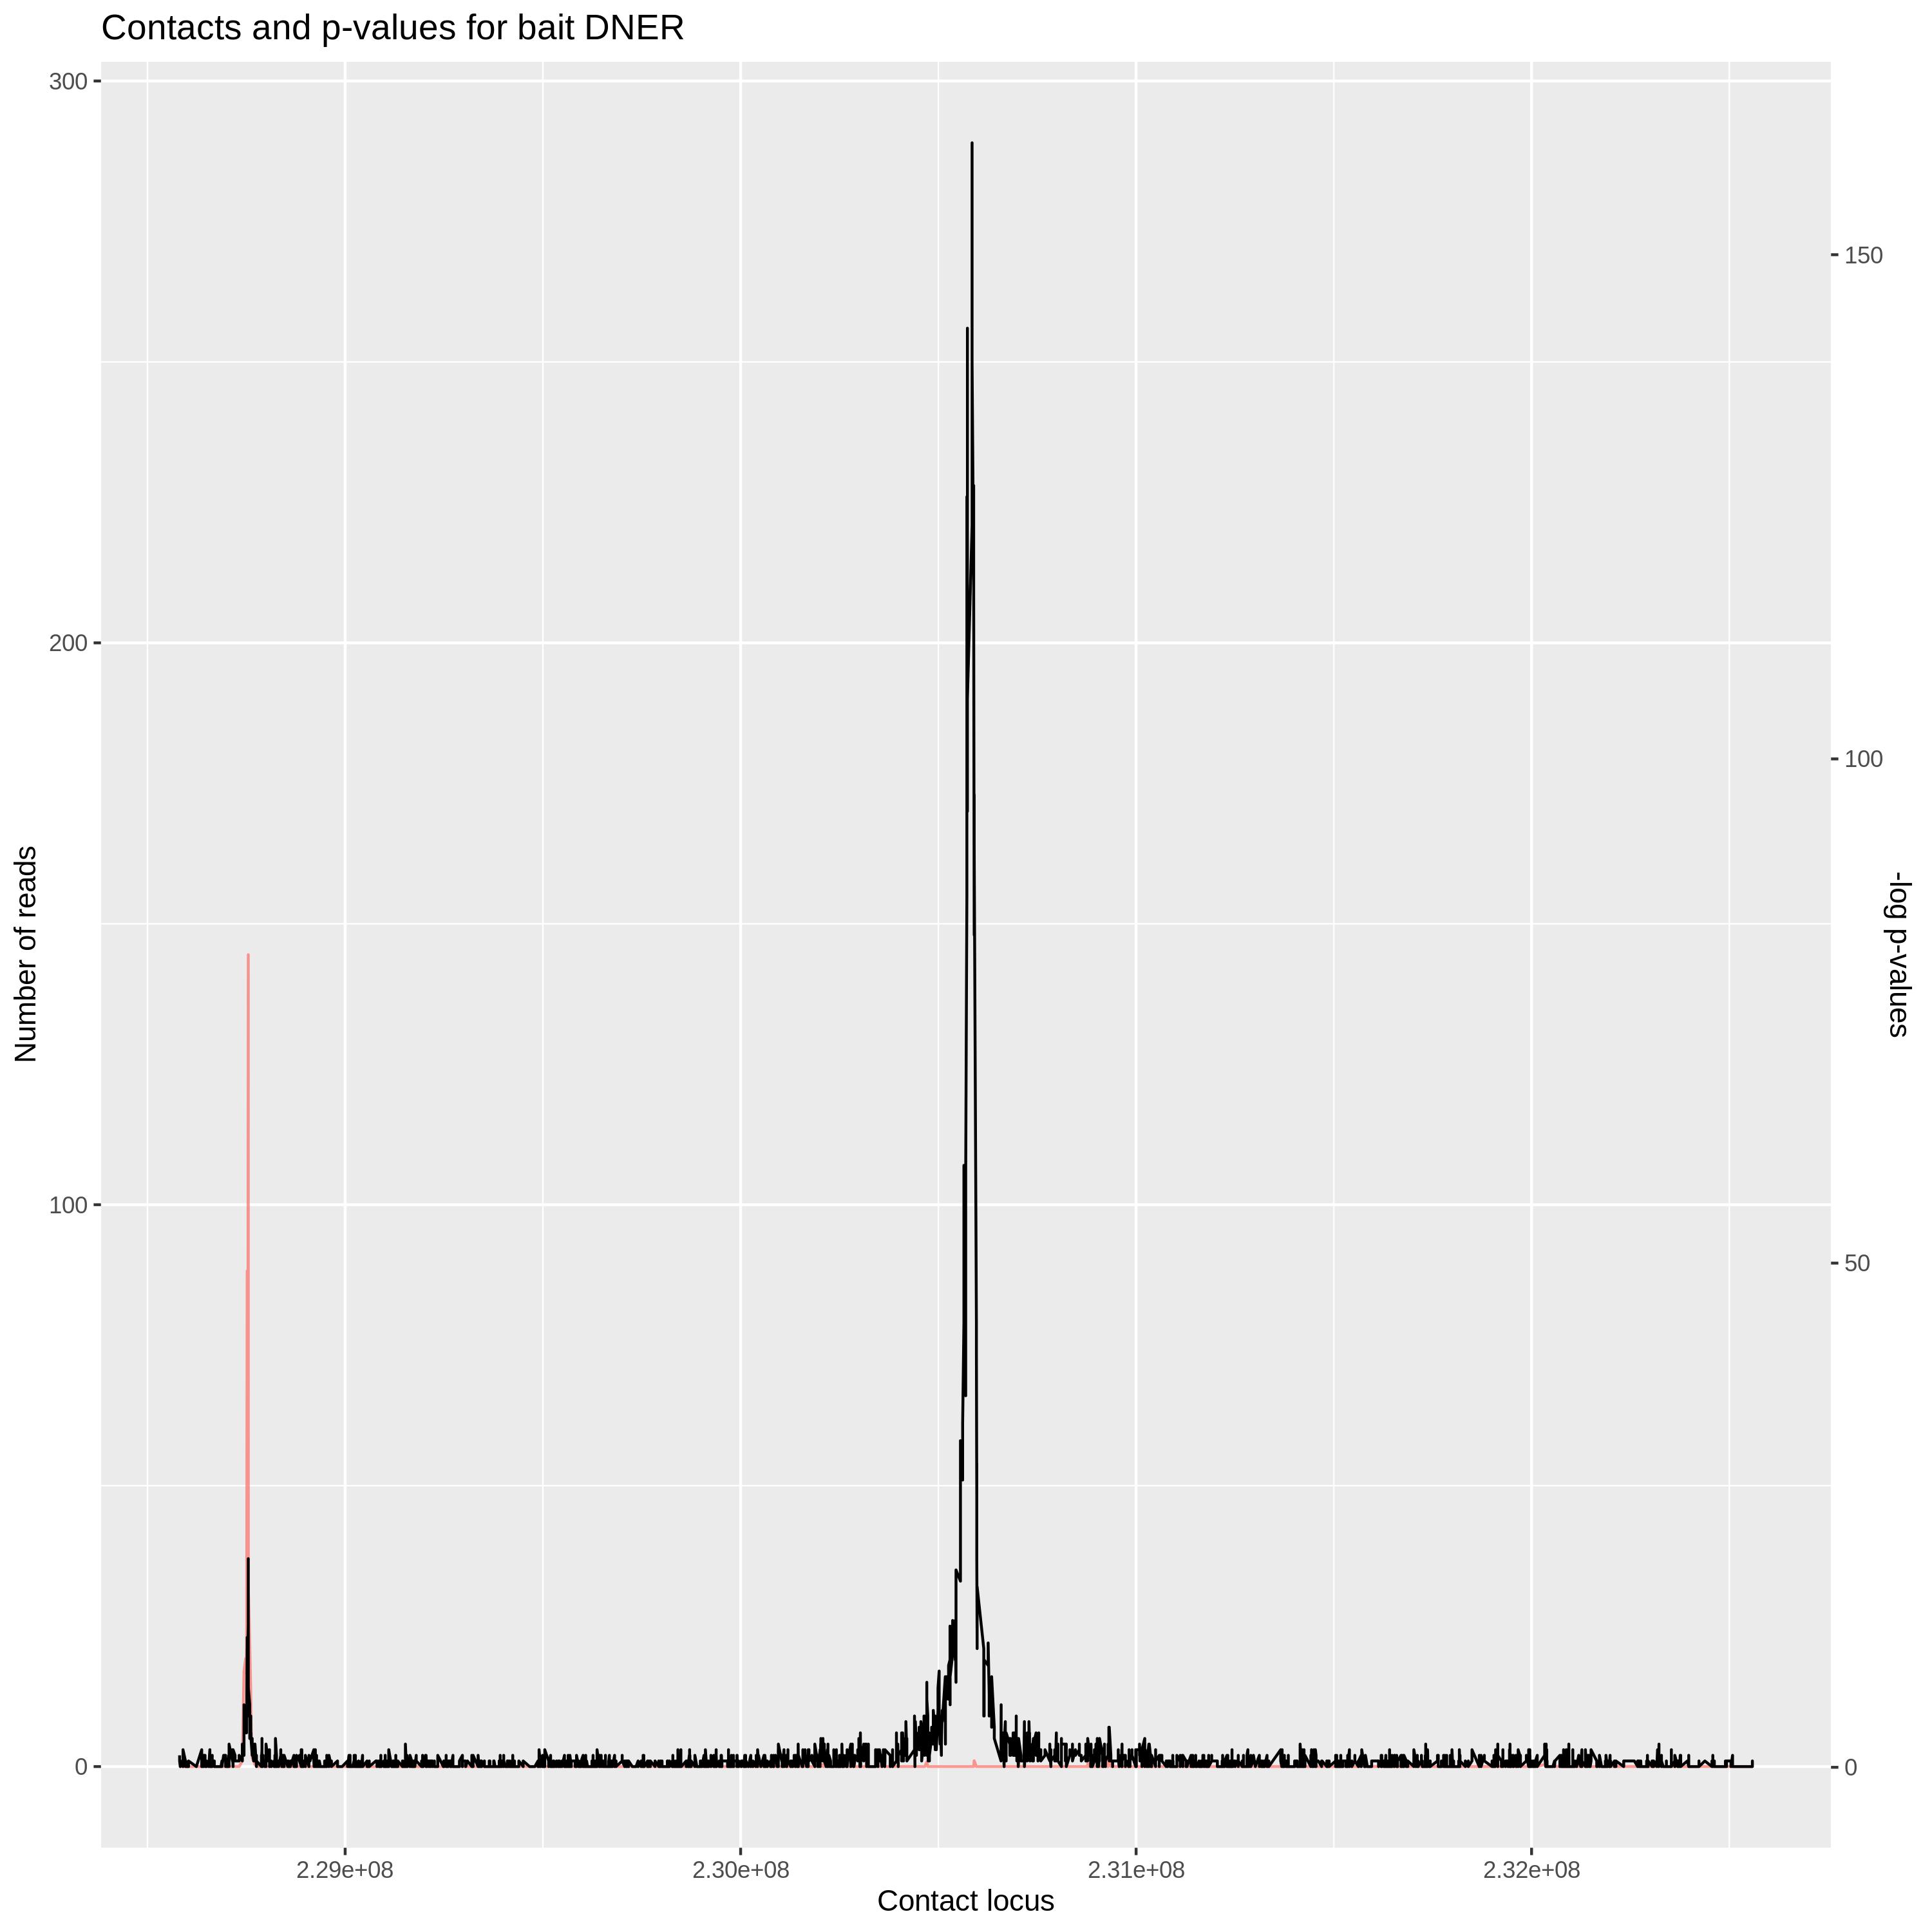 Contacts and p-values for bait DNER
300
200
100
0
Number of reads
150
100
50
0
-log p-values
2.29e+08
2.30e+08
2.31e+08
2.32e+08
Contact locus